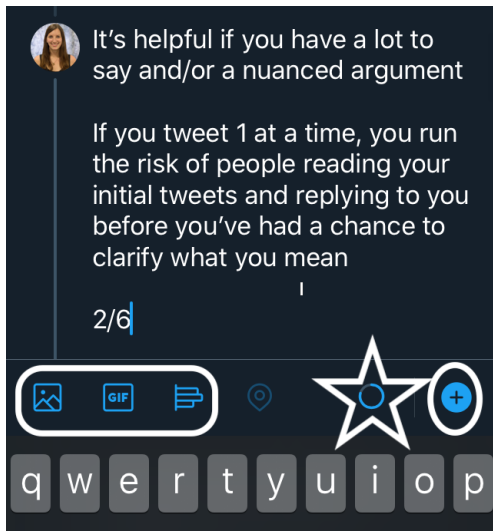 It’s helpful if you have a lot to
say and/or a nuanced argument
If you tweet 1 at a time, you run
the risk of people reading your
initial tweets and replying to you
before you’ve had a chance to
clarify what you mean
2/6
GIF
q w e r t y u i o p